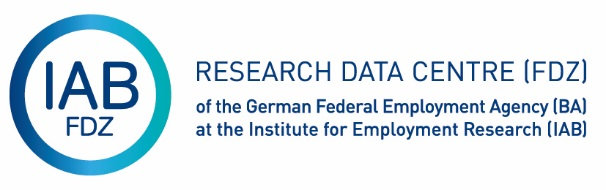 IAB
FDZ
RESEARCH DATA CENTRE (FDZ)
of the German Federal Employment Agency (BA)
at the Institute for Employment Research (IAB)